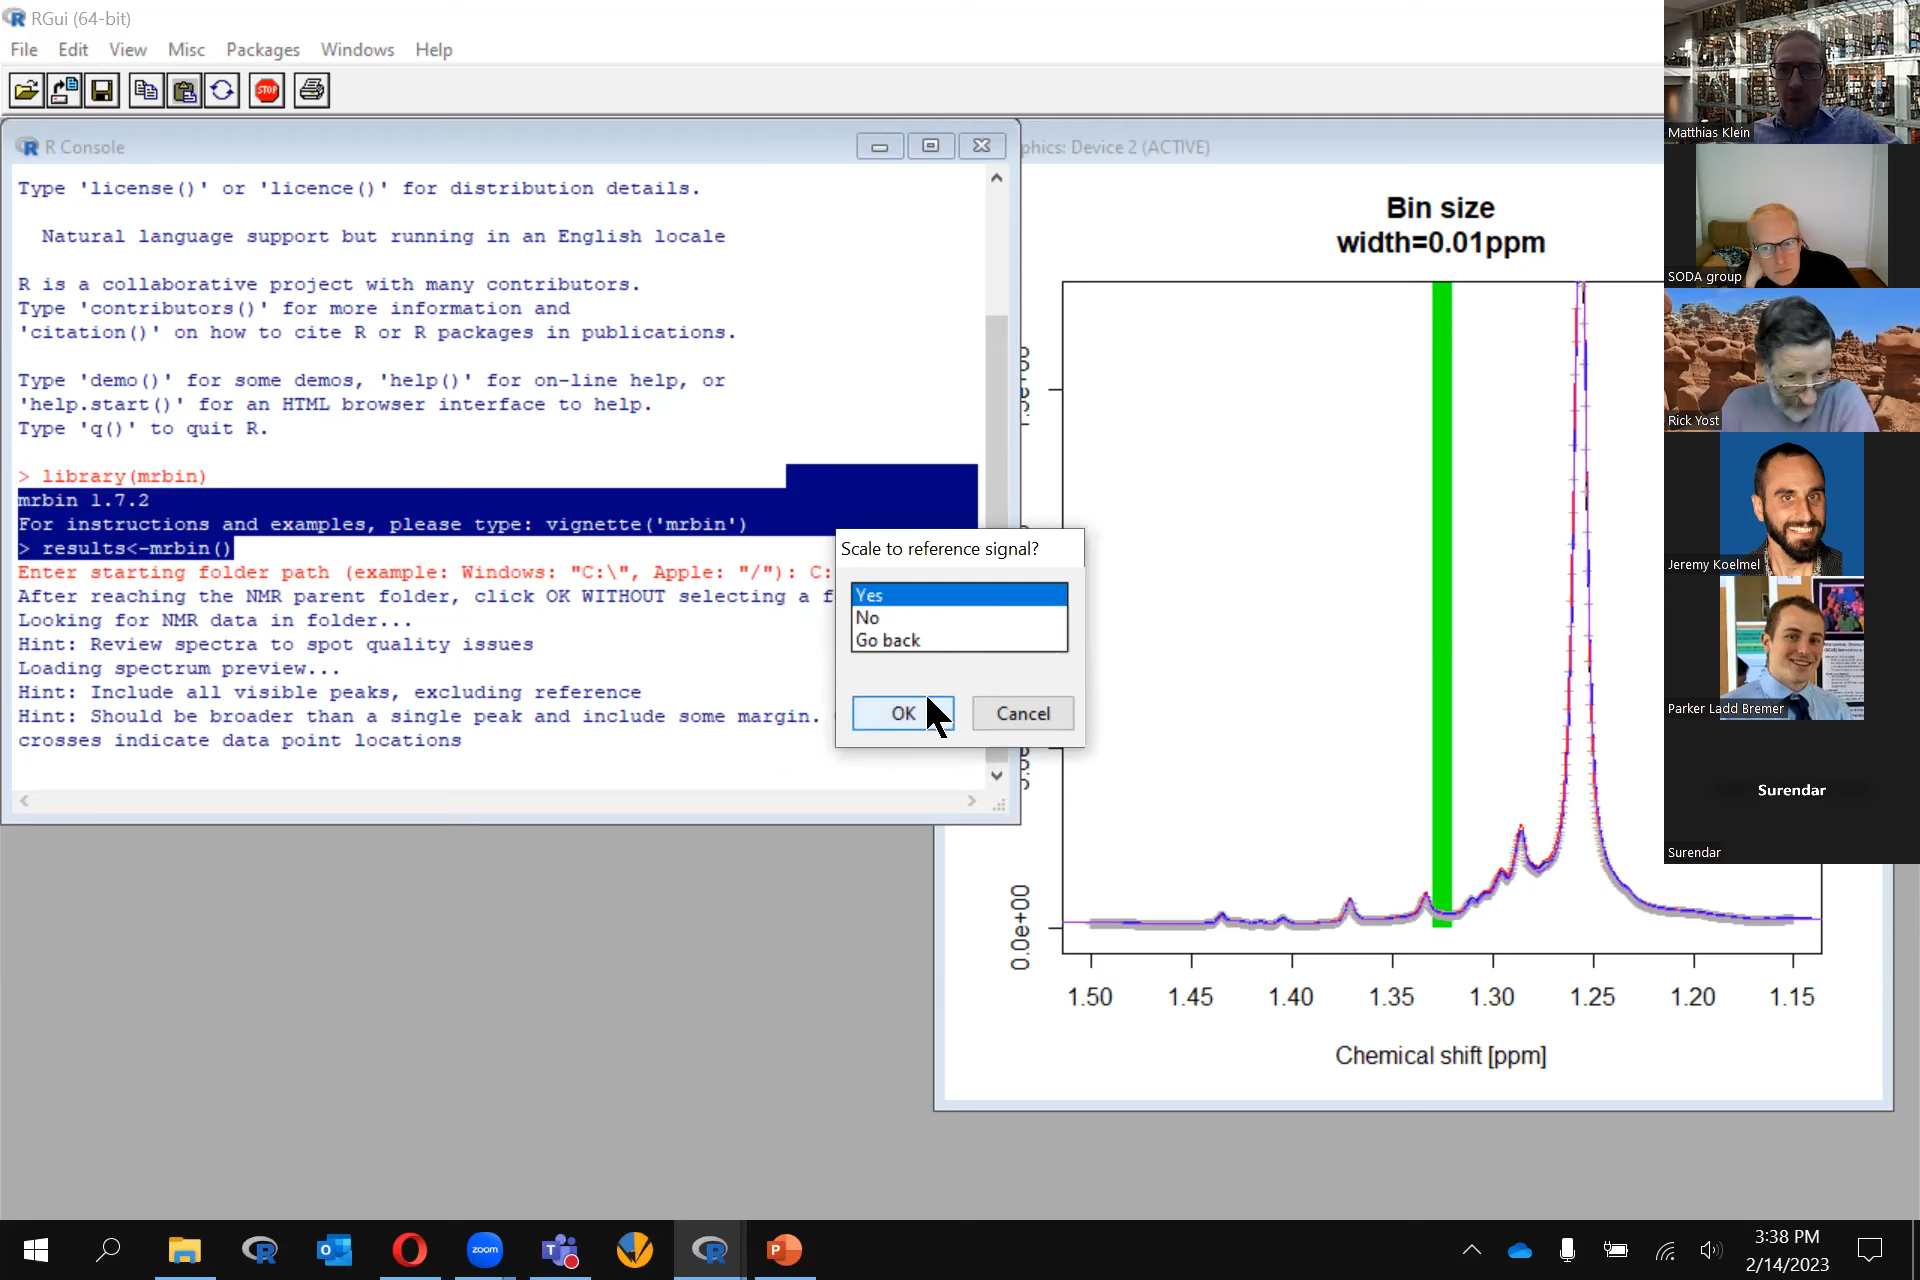 RGui (64-bit)
File Edit View Misc Packages Windows Help
STOP
R Console
Type 'license()' or 'licence()' for distribution details.
Natural language support but running in an English locale
R is a collaborative project with many contributors.
Type 'contributors()' for more information and
'citation()' on how to cite R or R packages in publications.
Type 'demo()' for some demos, 'help()' for on-line help, or
'help.start()' for an HTML browser interface to help.
Type 'q()' to quit R.
> library(mrbin)
mrbin 1.7.2
For instructions and examples, please type: vignette('mrbin')
> results<-mrbin()
Enter starting folder path (example: Windows: "C:\", Apple: "/"): C:
After reaching the NMR parent folder, click OK WITHOUT selecting a f
Looking for NMR data in folder...
Hint: Review spectra to spot quality issues
Loading spectrum preview...
Hint: Include all visible peaks, excluding reference
Hint: Should be broader than a single peak and include some margin.
crosses indicate data point locations
Scale to reference signal?
Yes
No
Go back
OK
Cancel
phics: Device 2 (ACTIVE)
Bin size
width=0.01ppm
0.0e+00
1.50 1.45 1.40 1.35 1.30 1.25 1.20 1.15
Chemical shift [ppm]
Matthias Klein
SODA group
Rick Yost
Jeremy Koelmel
Parker Ladd Bremer
Surendar
Surendar
zoom
3:38 PM
2/14/2023